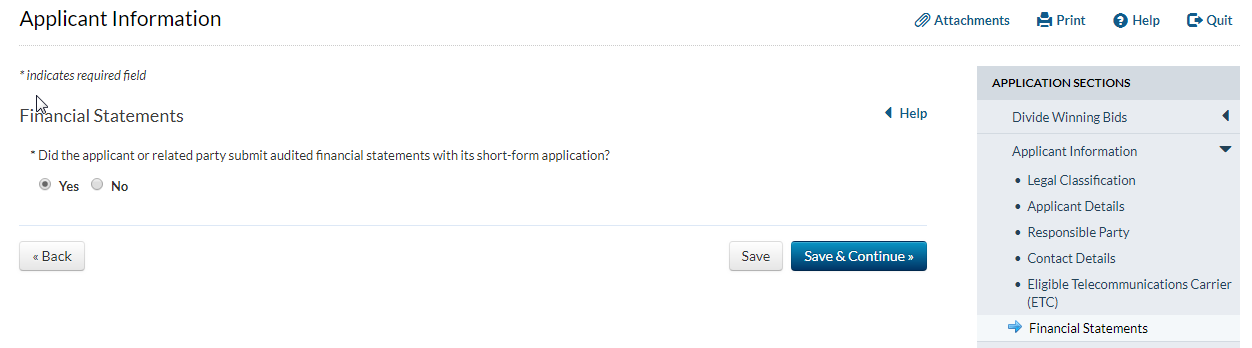 Applicant Information
Attachments
Print
Help
Quit
* indicates required field
Financial Statements
Help
* Did the applicant or related party submit audited financial statements with its short-form application?
Yes
No
« Back
Save
Save & Continue »
APPLICATION SECTIONS
Divide Winning Bids
Applicant Information
• Legal Classification
• Applicant Details
• Responsible Party
• Contact Details
• Eligible Telecommunications Carrier
(ETC)
Financial Statements